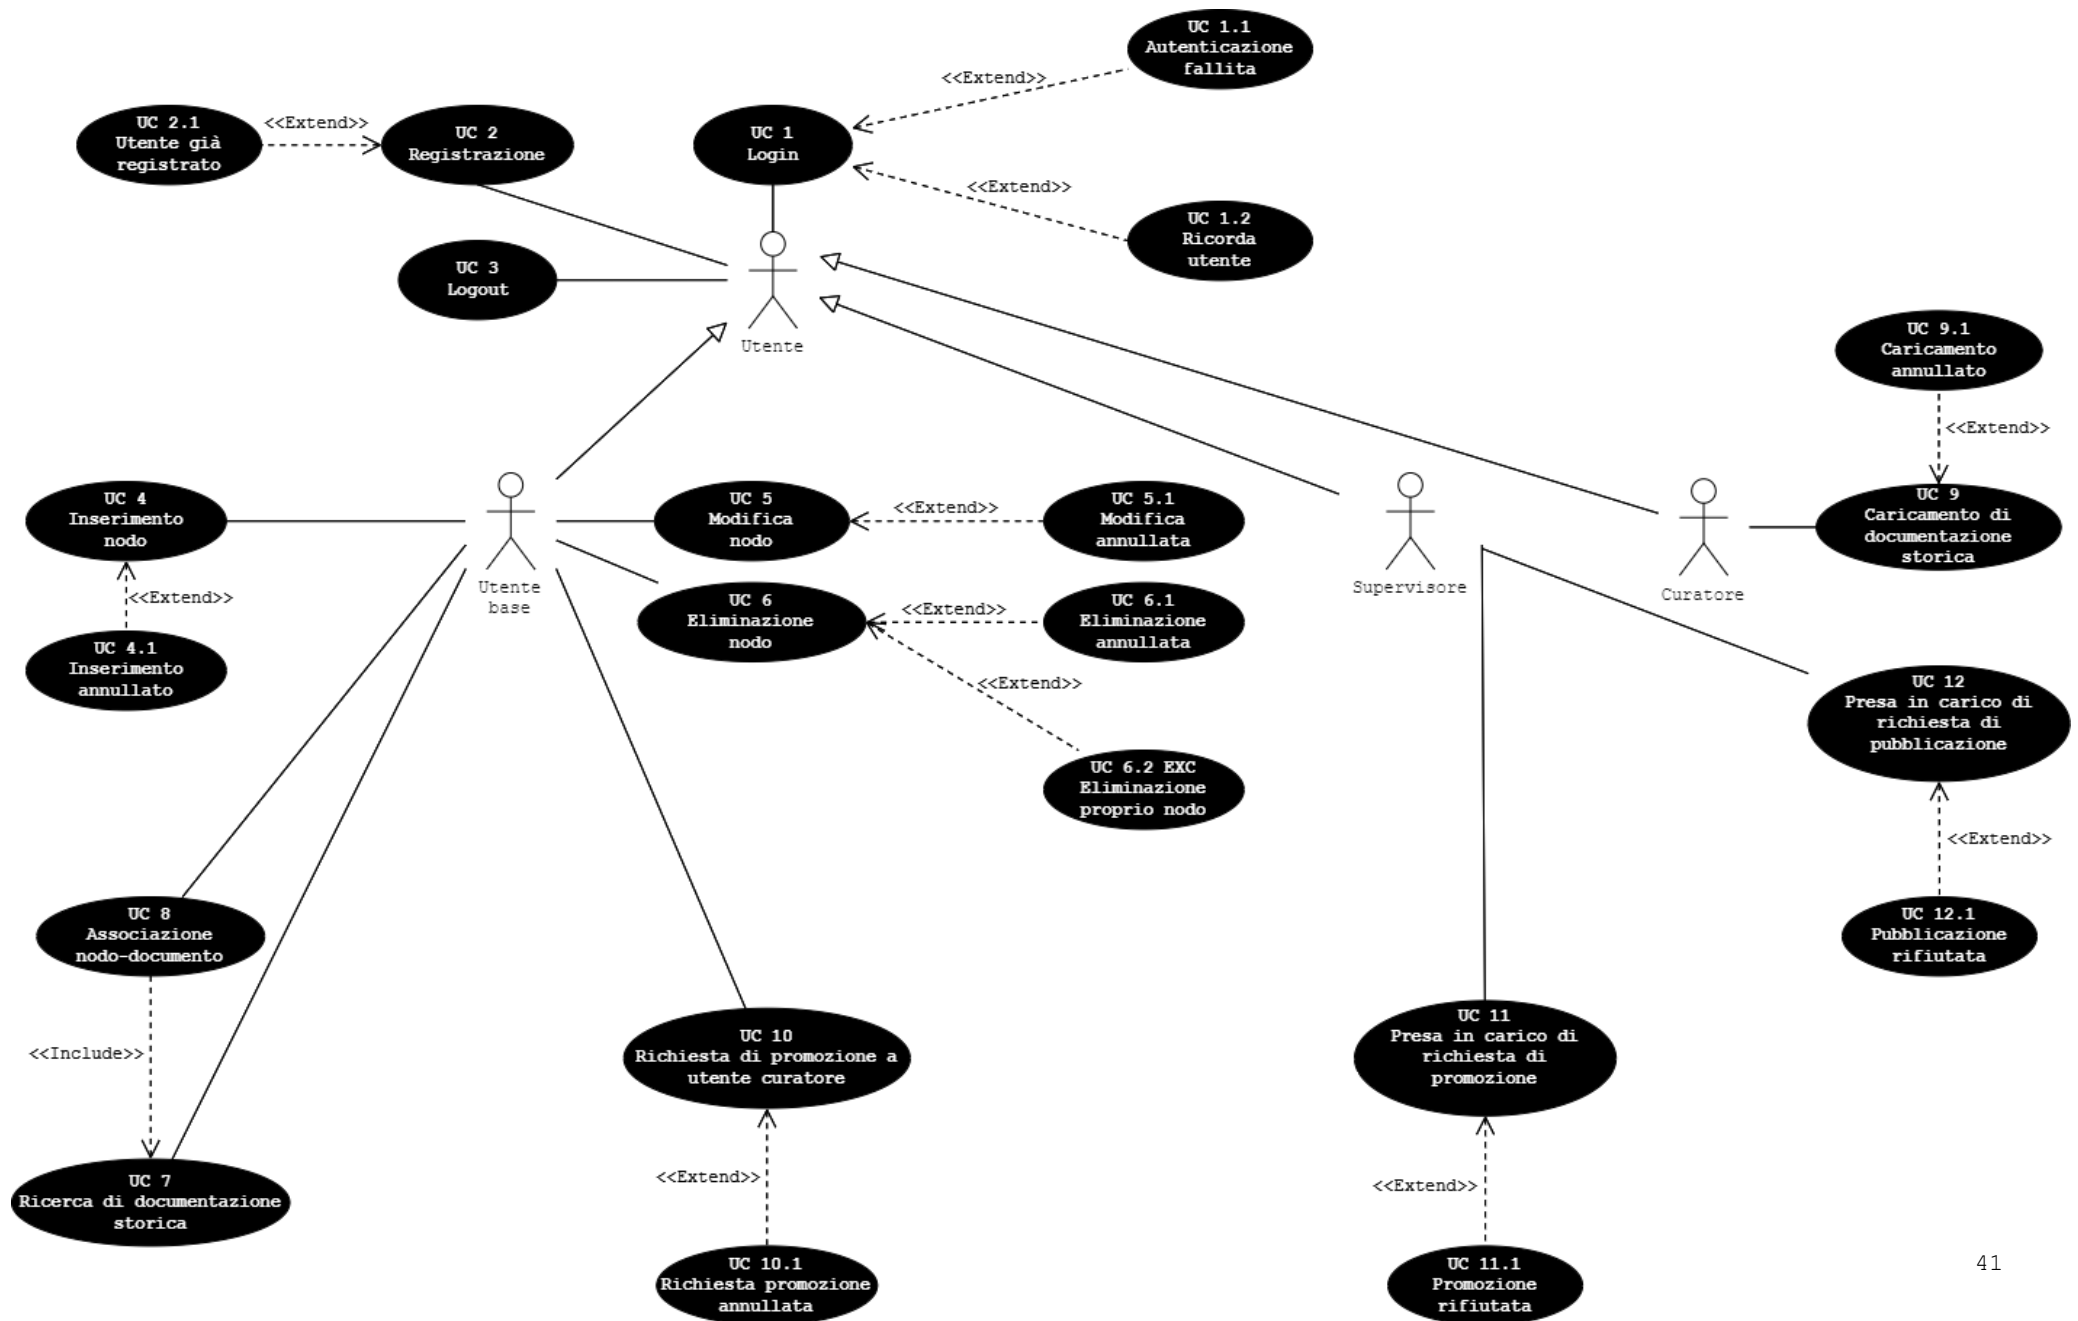 UC 1.1
Autenticazione
fallita
<<Extend>>
UC 2.1
Utente già
registrato
<<Extend>>
UC 2
Registrazione
UC 1
Login
<<Extend>>
UC 1.2
Ricorda
utente
UC 3
Logout
Utente
UC 9.1
Caricamento
annullato
<<Extend>>
UC 4
Inserimento
nodo
<<Extend>>
UC 4.1
Inserimento
annullato
Utente
base
UC 5
Modifica
nodo
<<Extend>>
UC 5.1
Modifica
annullata
UC 6
Eliminazione
nodo
<<Extend>>
UC 6.1
Eliminazione
annullata
<<Extend>>
UC 6.2 EXC
Eliminazione
proprio nodo
Supervisore
Curatore
UC 9
Caricamento di
documentazione
storica
UC 12
Presa in carico di
richiesta di
pubblicazione
<<Extend>>
UC 12.1
Pubblicazione
rifiutata
UC 8
Associazione
nodo-documento
<<Include>>
UC 7
Ricerca di documentazione
storica
UC 10
Richiesta di promozione a
utente curatore
<<Extend>>
UC 10.1
Richiesta promozione
annullata
UC 11
Presa in carico di
richiesta di
promozione
<<Extend>>
UC 11.1
Promozione
rifiutata
41